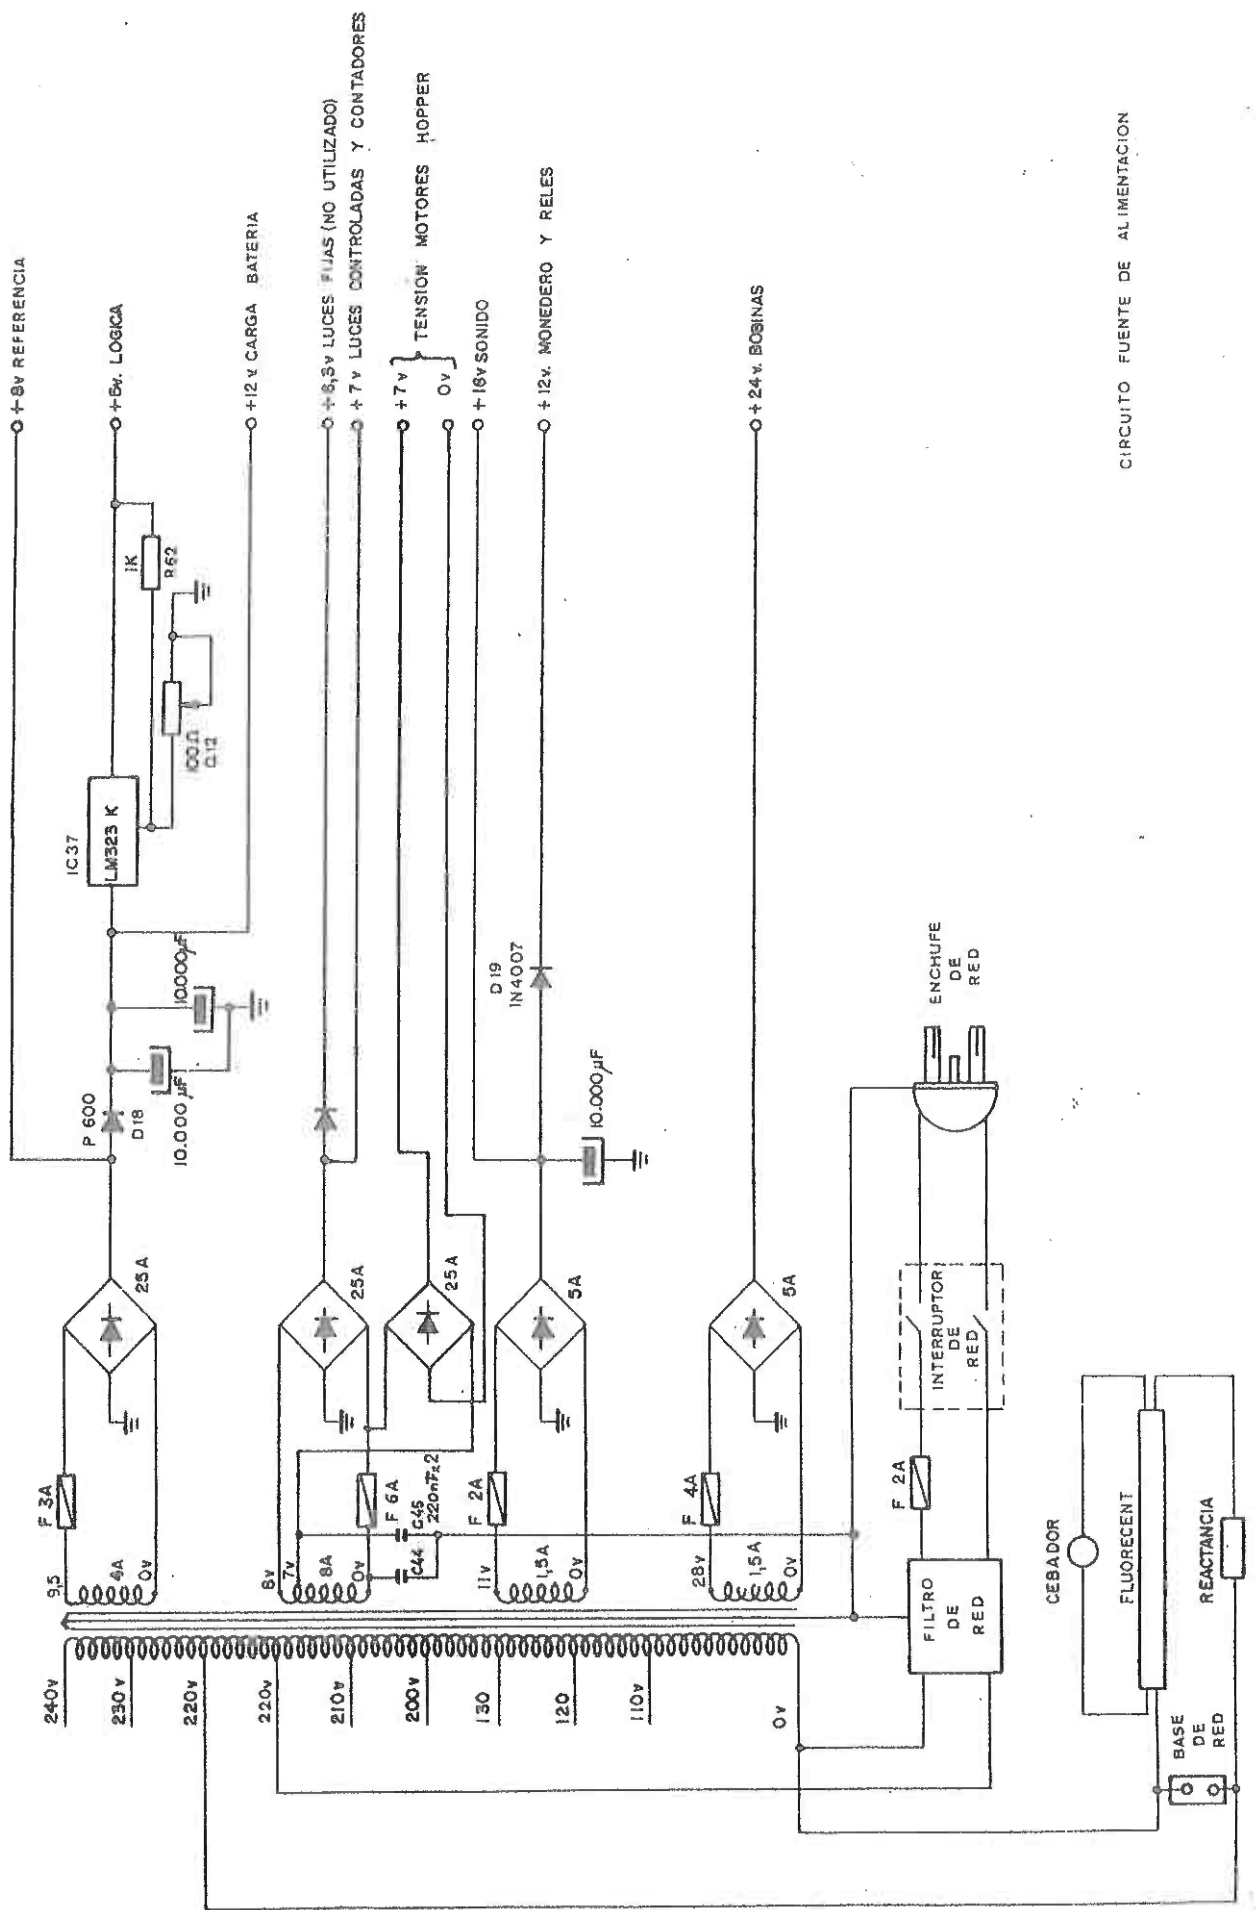 +8v REFERENCIA
+5v. LOGICA
+12 v CARGA BATERIA
+6,3v LUCES FIJAS (NO UTILIZADO)
+7v LUCES CONTROLADAS Y CONTADORES
+7v
TENSION MOTORES HOPPER
0v
+16v SONIDO
+12v. MONEDERO Y RELES
+24v. BOBINAS
1K
R62
100Ω
IC37
LM323 K
10.000µF
10.000µF
P 600
D18
D19
1N4007
10.000µF
25A
25A
25A
5A
5A
F 3A
F 6A
C45
220nFx2
C44
F 2A
F 4A
9,5
4A
0v
8v
7v
8A
0v
11v
1,5A
0v
28v
1,5A
0v
240v
230v
220v
220v
210v
200v
130
120
110v
0v
ENCHUFE
DE
RED
INTERRUPTOR
DE
RED
F 2A
FILTRO
DE
RED
CEBADOR
FLUORECENT
REACTANCIA
BASE
DE
RED
CIRCUITO FUENTE DE ALIMENTACION